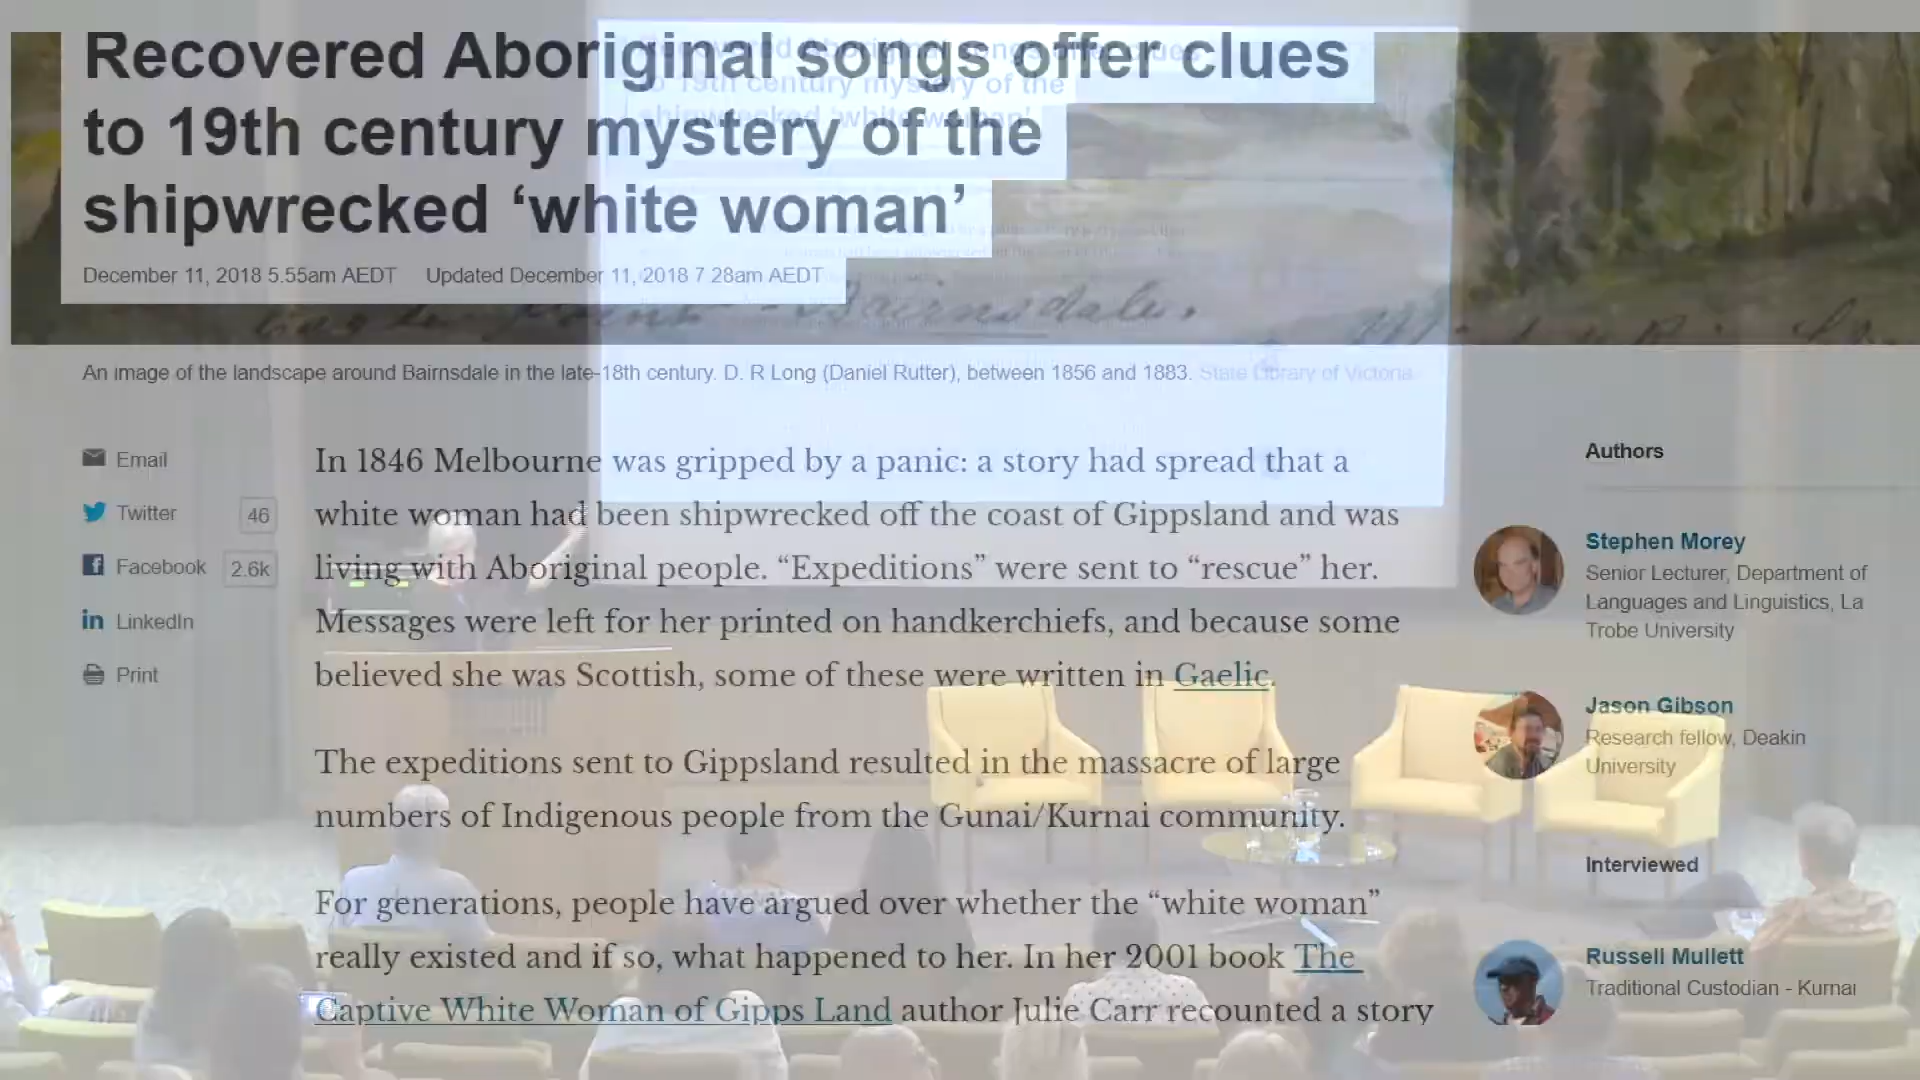 Recovered Aboriginal songs offer clues
to 19th century mystery of the
shipwrecked ‘white woman’
December 11, 2018 5.55am AEDT Updated December 11, 2018 7.28am AEDT
Bairnsdale.
An image of the landscape around Bairnsdale in the late-18th century. D. R Long (Daniel Rutter), between 1856 and 1883. State Library of Victoria
Email
Twitter 46
Facebook 2.6k
LinkedIn
Print
In 1846 Melbourne was gripped by a panic: a story had spread that a
white woman had been shipwrecked off the coast of Gippsland and was
living with Aboriginal people. “Expeditions” were sent to “rescue” her.
Messages were left for her printed on handkerchiefs, and because some
believed she was Scottish, some of these were written in Gaelic.
The expeditions sent to Gippsland resulted in the massacre of large
numbers of Indigenous people from the Gunai/Kurnai community.
For generations, people have argued over whether the “white woman”
really existed and if so, what happened to her. In her 2001 book The
Captive White Woman of Gipps Land author Julie Carr recounted a story
Authors
Stephen Morey
Senior Lecturer, Department of
Languages and Linguistics, La
Trobe University
Jason Gibson
Research fellow, Deakin
University
Interviewed
Russell Mullett
Traditional Custodian - Kurnai